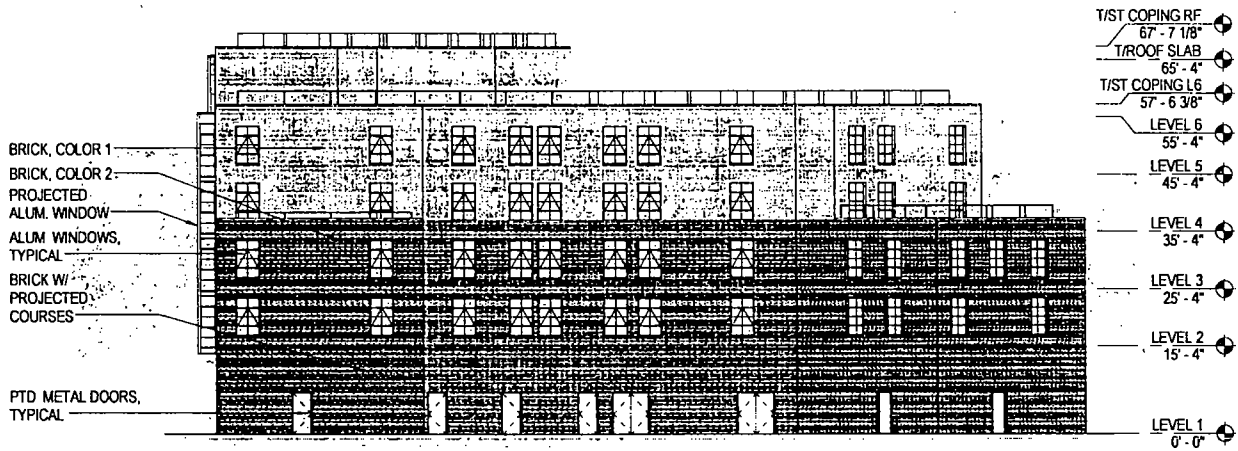 BRICK, COLOR 1
BRICK, COLOR 2
PROJECTED
ALUM. WINDOW
ALUM WINDOWS,
TYPICAL
BRICK W/
PROJECTED
COURSES
PTD METAL DOORS,
TYPICAL
T/ST COPING RF
67' - 7 1/8"
T/ROOF SLAB
65' - 4"
T/ST COPING L6
57' - 6 3/8"
LEVEL 6
55' - 4"
LEVEL 5
45' - 4"
LEVEL 4
35' - 4"
LEVEL 3
25' - 4"
LEVEL 2
15' - 4"
LEVEL 1
0' - 0"